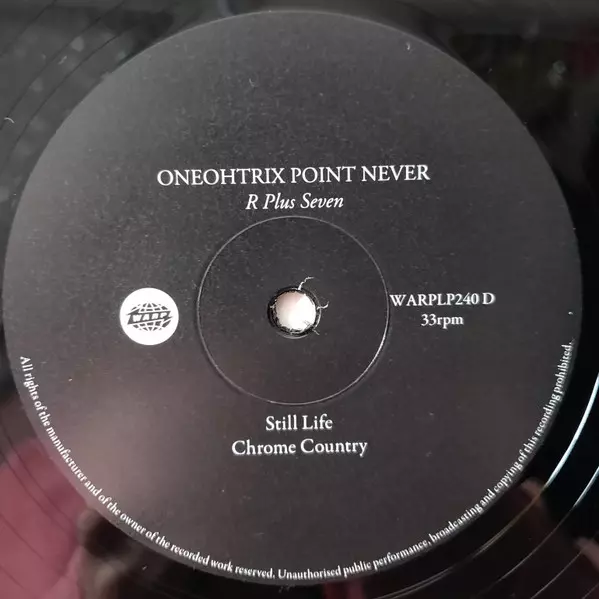 ONEOHTRIX POINT NEVER
R Plus Seven
WARP
WARPLP240 D
33rpm
Still Life
Chrome Country
All rights of the manufacturer and of the owner of the recorded work reserved. Unauthorised public performance, broadcasting and copying of this recording prohibited.